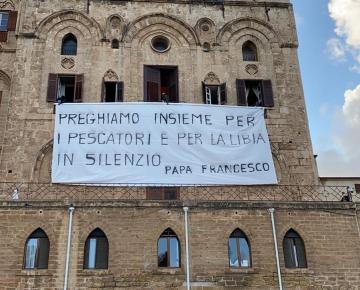 PREGHIAMO INSIEME PER
I PESCATORI E PER LA LIBIA
IN SILENZIO PAPA FRANCESCO